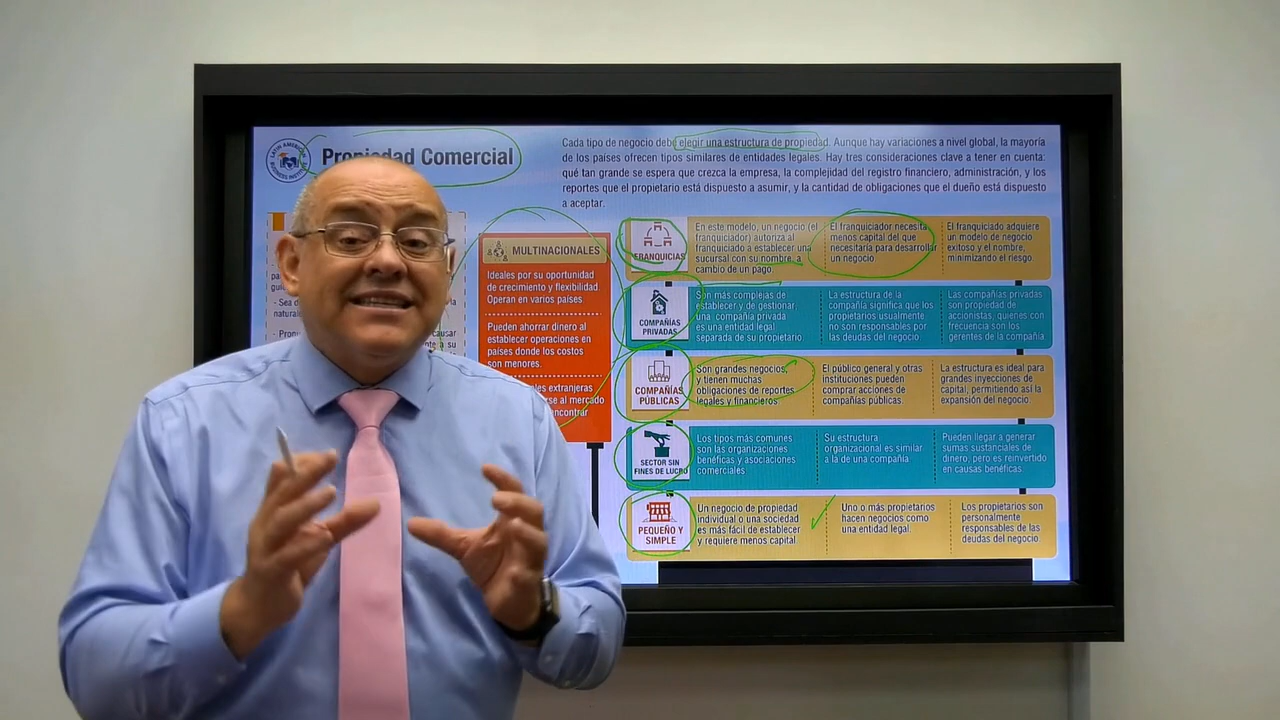 LATIN AMERICAN
BUSINESS INSTITUTE
Propiedad Comercial
Cada tipo de negocio debe elegir una estructura de propiedad. Aunque hay variaciones a nivel global, la mayoría
de los países ofrecen tipos similares de entidades legales. Hay tres consideraciones clave a tener en cuenta:
qué tan grande se espera que crezca la empresa, la complejidad del registro financiero, administración, y los
reportes que el propietario está dispuesto a asumir, y la cantidad de obligaciones que el dueño está dispuesto
a aceptar.
- Sea d
causar
MULTINACIONALES
Ideales por su oportunidad
de crecimiento y flexibilidad.
Operan en varios países
Pueden ahorrar dinero al
establecer operaciones en
países donde los costos
son menores.
extranjeras
al mercado
FRANQUICIAS
En este modelo, un negocio (el
franquiciador) autoriza al
franquiciado a establecer una
sucursal con su nombre, a
cambio de un pago.
El franquiciador necesita
menos capital del que
necesitaría para desarrollar
un negocio.
El franquiciado adquiere
un modelo de negocio
exitoso y el nombre,
minimizando el riesgo.
COMPAÑÍAS
PRIVADAS
Son más complejas de
establecer y de gestionar:
una compañía privada
es una entidad legal
separada de su propietario.
La estructura de la
compañía significa que los
propietarios usualmente
no son responsables por
las deudas del negocio.
Las compañías privadas
son propiedad de
accionistas, quienes con
frecuencia son los
gerentes de la compañía.
COMPAÑÍAS
PÚBLICAS
Son grandes negocios,
y tienen muchas
obligaciones de reportes
legales y financieros.
El público general y otras
instituciones pueden
comprar acciones de
compañías públicas.
La estructura es ideal para
grandes inyecciones de
capital, permitiendo así la
expansión del negocio.
SECTOR SIN
FINES DE LUCRO
Los tipos más comunes
son las organizaciones
benéficas y asociaciones
comerciales
Su estructura
organizacional es similar
a la de una compañía.
Pueden llegar a generar
sumas sustanciales de
dinero, pero es reinvertido
en causas benéficas
PEQUEÑO Y
SIMPLE
Un negocio de propiedad
individual o una sociedad
es más fácil de establecer
y requiere menos capital.
Uno o más propietarios
hacen negocios como
una entidad legal.
Los propietarios son
personalmente
responsables de las
deudas del negocio.